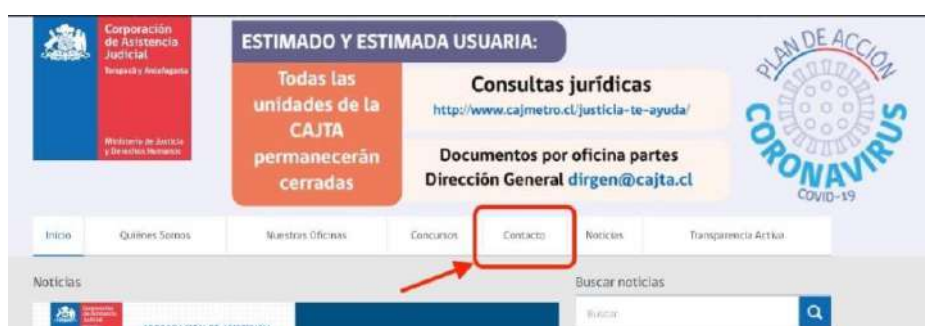 Corporación
de Asistencia
Judicial
Tarapacá y Antofagasta
Ministerio de Justicia
y Derechos Humanos
ESTIMADO Y ESTIMADA USUARIA:
Todas las
unidades de la
CAJTA
permanecerán
cerradas
Consultas jurídicas
http://www.cajmetro.cl/justicia-te-ayuda/
Documentos por oficina partes
Dirección General dirgen@cajta.cl
PLAN DE ACCIÓN
CORONAVIRUS
COVID-19
Inicio
Quiénes Somos
Nuestras Oficinas
Concursos
Contacto
Noticias
Transparencia Activa
Noticias
Buscar noticias
Buscar